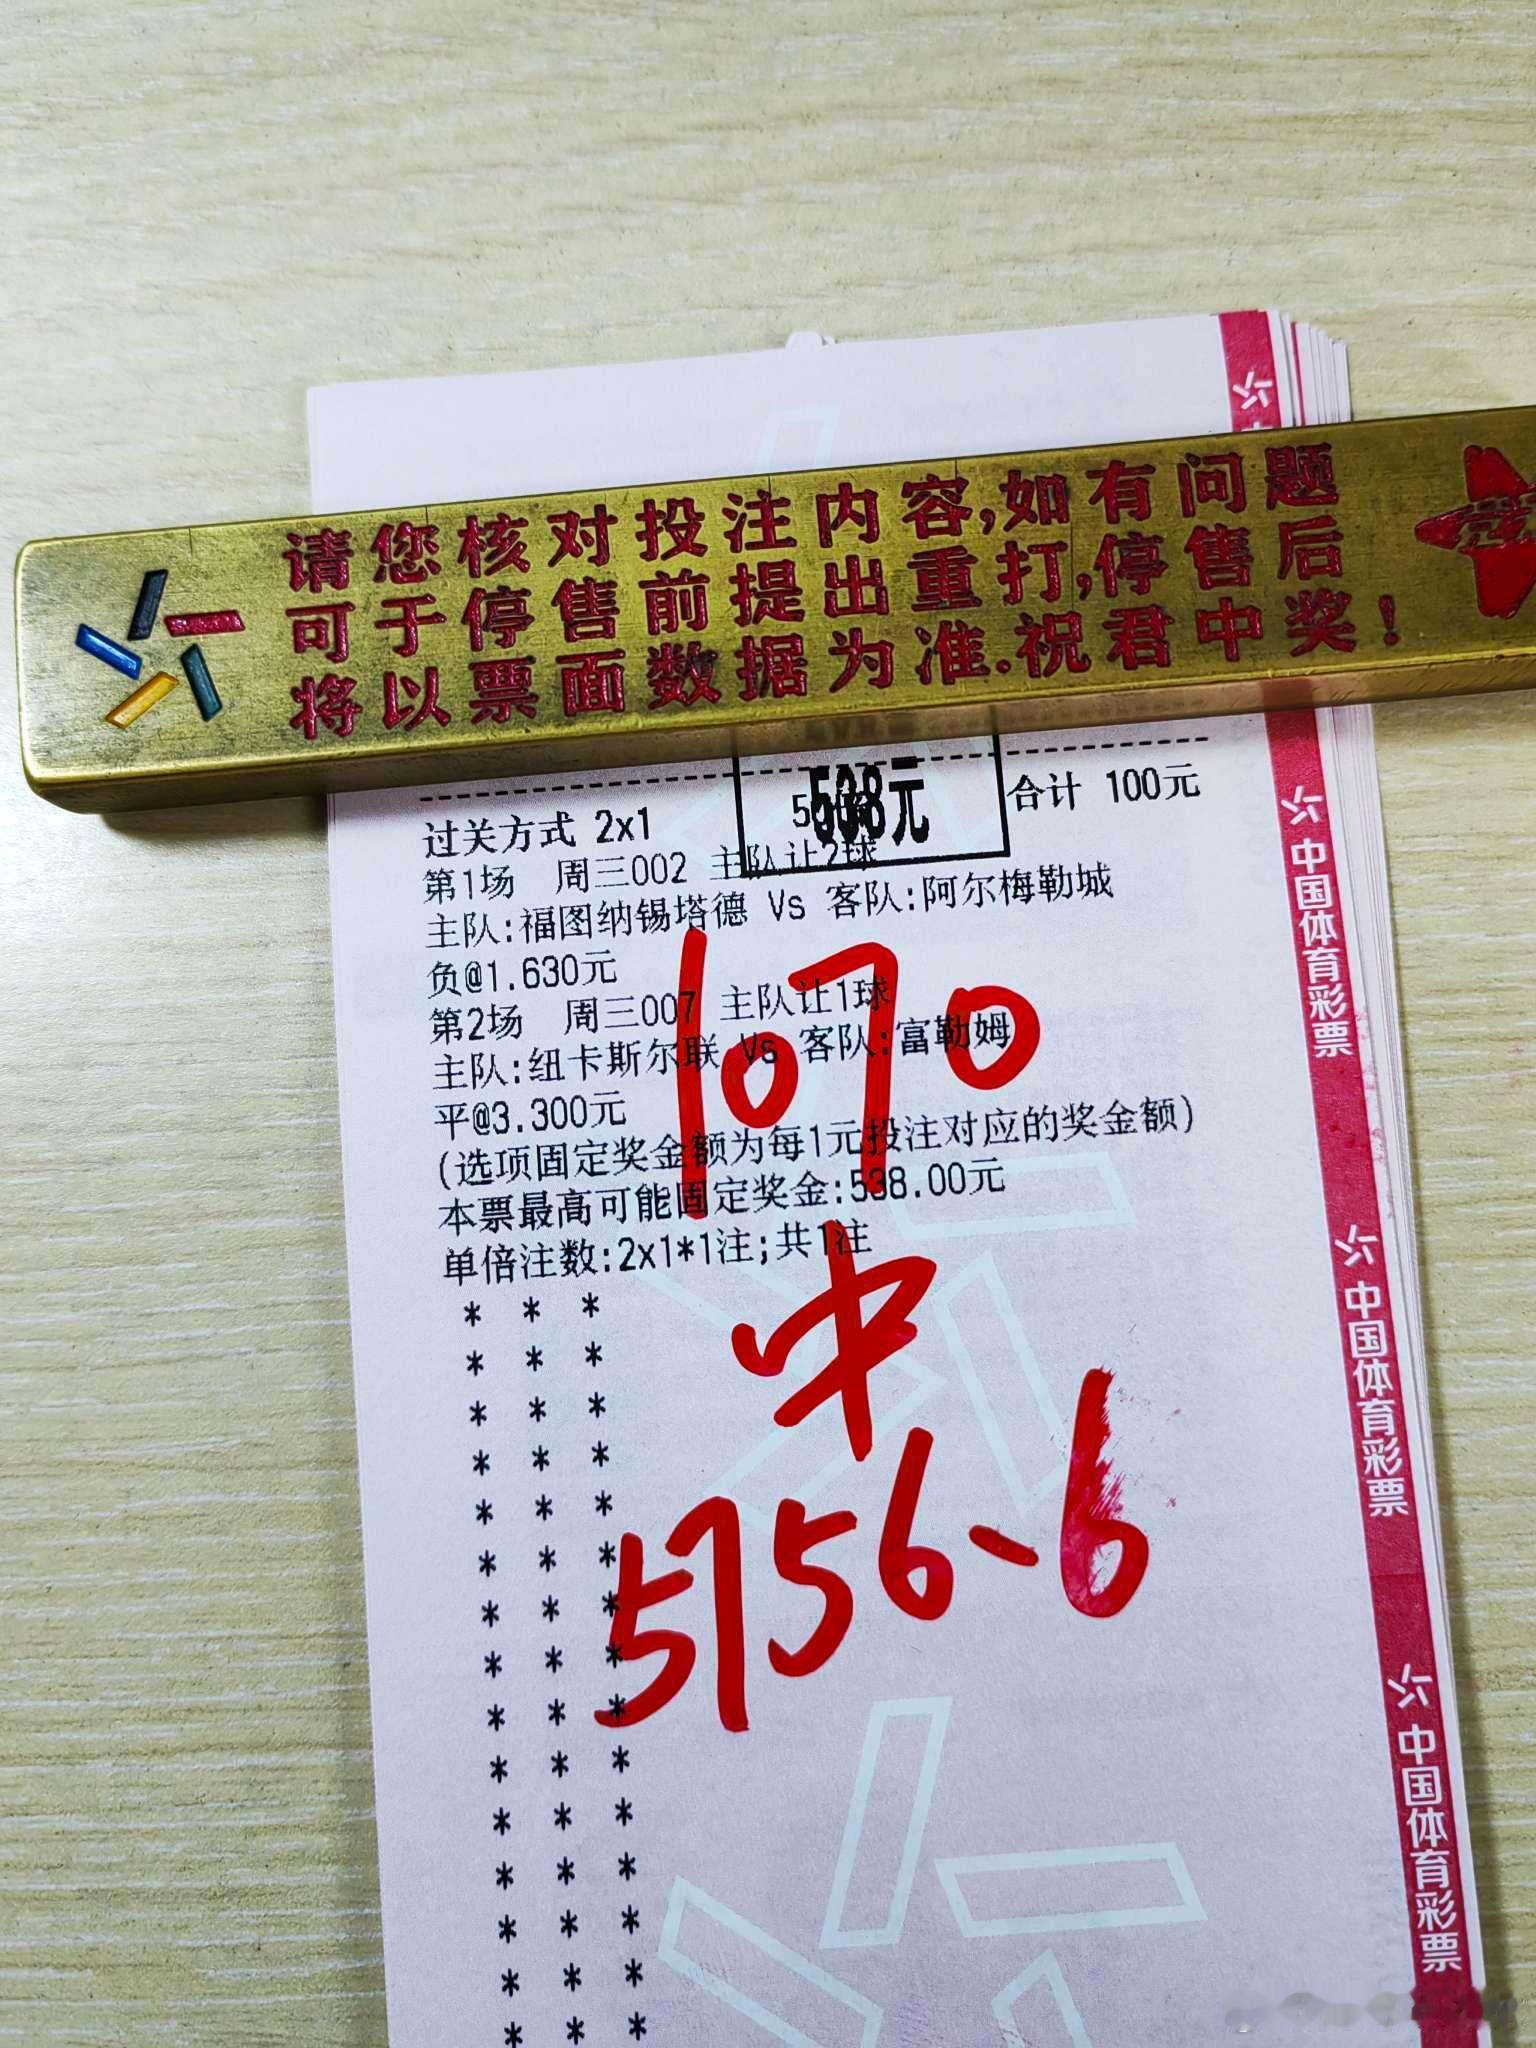 请您核对投注内容,如有问题
可于停售前提出重打,停售后
将以票面数据为准.祝君中奖!
过关方式 2x1
538元
合计 100元
第1场 周三002 主队让2球
主队:福图纳锡塔德 Vs 客队:阿尔梅勒城
负@1.630元
第2场 周三007 主队让1球
主队:纽卡斯尔联 Vs 客队:富勒姆
平@3.300元
(选项固定奖金额为每1元投注对应的奖金额)
本票最高可能固定奖金:538.00元
单倍注数:2x1*1注;共1注
1070
中
5756.6
中国体育彩票
中国体育彩票
中国体育彩票